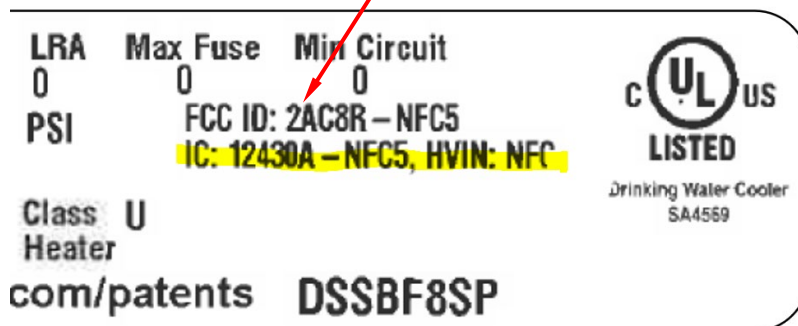 LRA Max Fuse Min Circuit
0 0 0
PSI FCC ID: 2AC8R – NFC5
IC: 12430A – NFC5, HVIN: NFC
C UL US
LISTED
Drinking Water Cooler
SA4569
Class U
Heater
com/patents DSSBF8SP